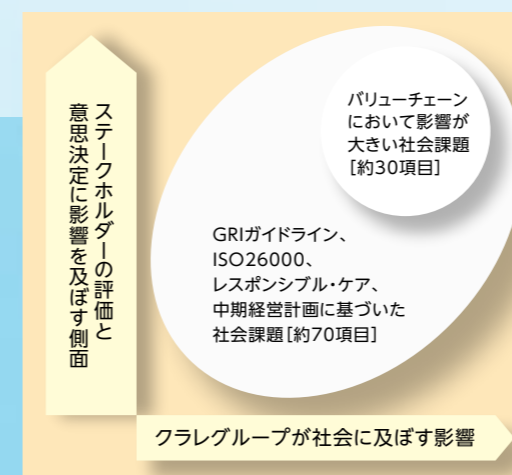 ステークホルダーの評価と
意思決定に影響を及ぼす側面
バリューチェーン
において影響が
大きい社会課題
［約30項目］
GRIガイドライン、
ISO26000、
レスポンシブル・ケア、
中期経営計画に基づいた
社会課題［約70項目］
クラレグループが社会に及ぼす影響